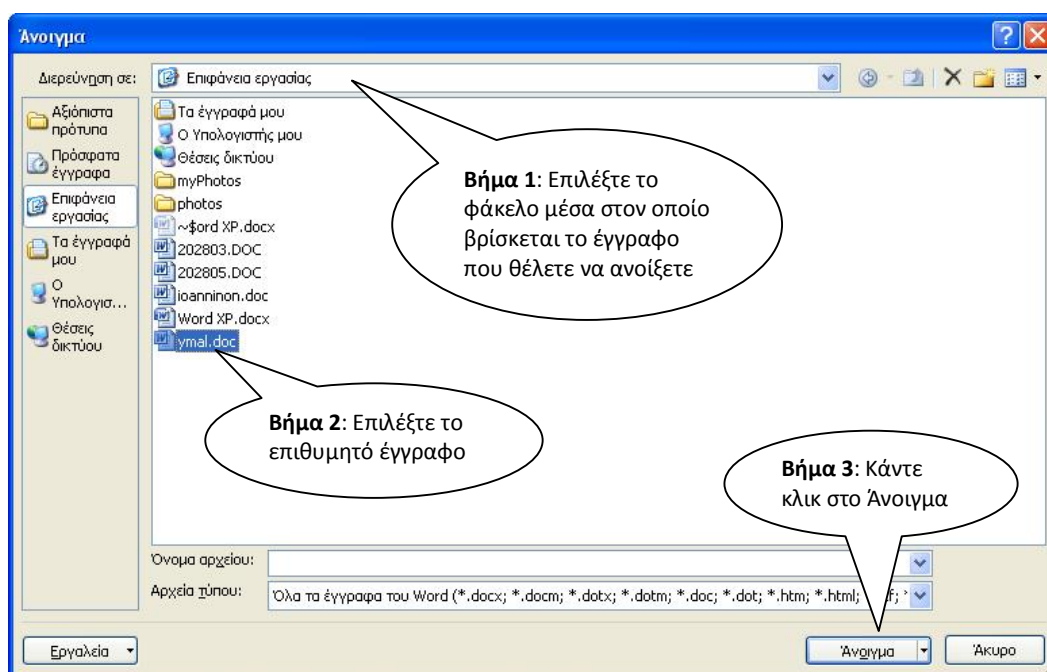 Άνοιγμα
Διερεύνηση σε:
Επιφάνεια εργασίας
Αξιόπιστα
πρότυπα
Πρόσφατα
έγγραφα
Επιφάνεια
εργασίας
Τα έγγραφά
μου
Ο
Υπολογισ...
Θέσεις
δικτύου
Τα έγγραφά μου
Ο Υπολογιστής μου
Θέσεις δικτύου
myPhotos
photos
~$ord XP.docx
202803.DOC
202805.DOC
ioanninon.doc
Word XP.docx
ymal.doc
Βήμα 1: Επιλέξτε το
φάκελο μέσα στον οποίο
βρίσκεται το έγγραφο
που θέλετε να ανοίξετε
Βήμα 2: Επιλέξτε το
επιθυμητό έγγραφο
Βήμα 3: Κάντε
κλικ στο Άνοιγμα
Όνομα αρχείου:
Αρχεία τύπου:
Όλα τα έγγραφα του Word (*.docx; *.docm; *.dotx; *.dotm; *.doc; *.dot; *.htm; *.html;
Εργαλεία
Άνοιγμα
Άκυρο